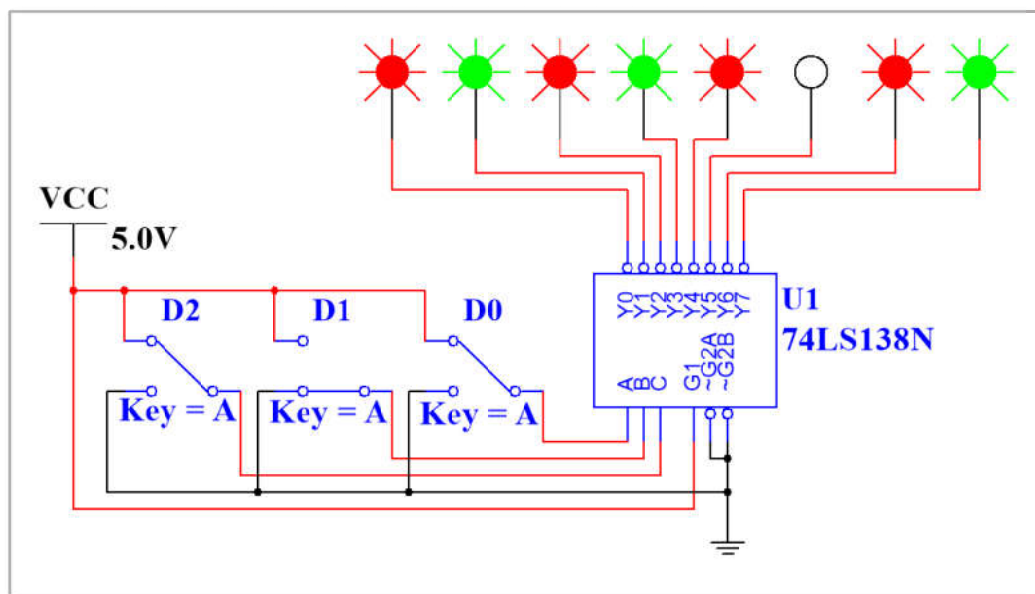 VCC
5.0V
D2
D1
D0
Key = A
Key = A
Key = A
Y0
Y1
Y2
Y3
Y4
Y5
Y6
Y7
A
B
C
G1
~G2A
~G2B
U1
74LS138N